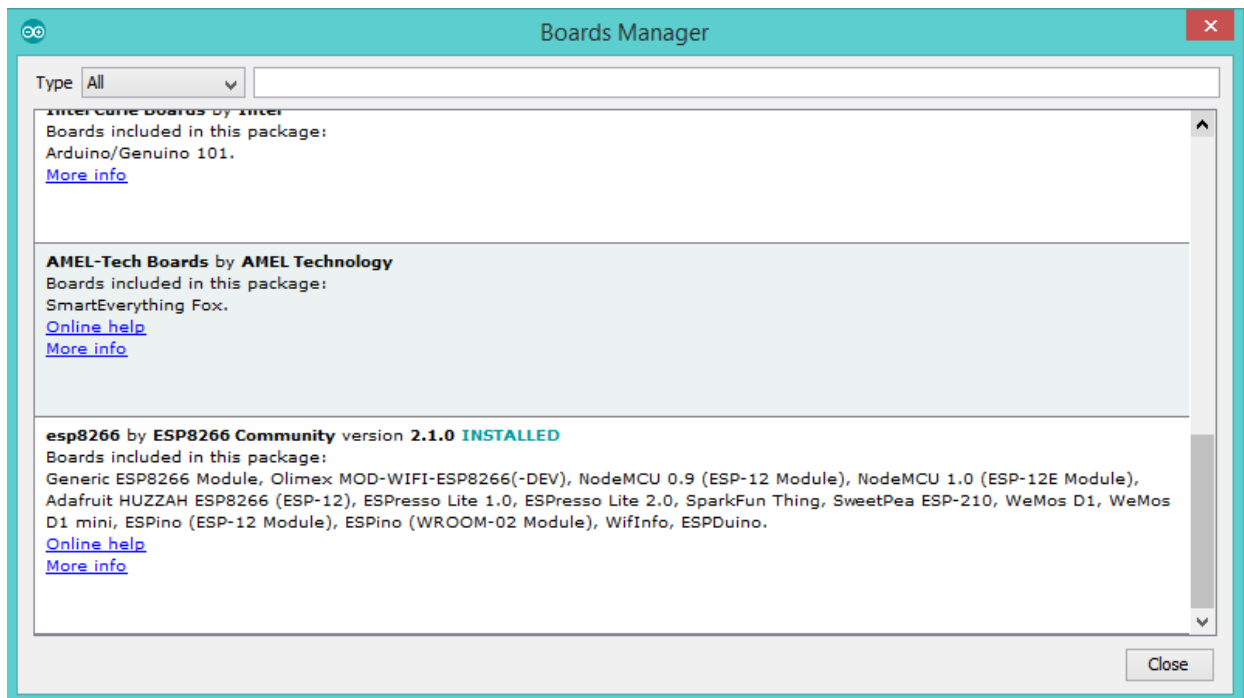 Boards Manager
Type All
Intel Curie Boards by Intel
Boards included in this package:
Arduino/Genuino 101.
More info
AMEL-Tech Boards by AMEL Technology
Boards included in this package:
SmartEverything Fox.
Online help
More info
esp8266 by ESP8266 Community version 2.1.0 INSTALLED
Boards included in this package:
Generic ESP8266 Module, Olimex MOD-WIFI-ESP8266(-DEV), NodeMCU 0.9 (ESP-12 Module), NodeMCU 1.0 (ESP-12E Module),
Adafruit HUZZAH ESP8266 (ESP-12), ESPresso Lite 1.0, ESPresso Lite 2.0, SparkFun Thing, SweetPea ESP-210, WeMos D1, WeMos
D1 mini, ESPino (ESP-12 Module), ESPino (WROOM-02 Module), WifInfo, ESPDuino.
Online help
More info
Close